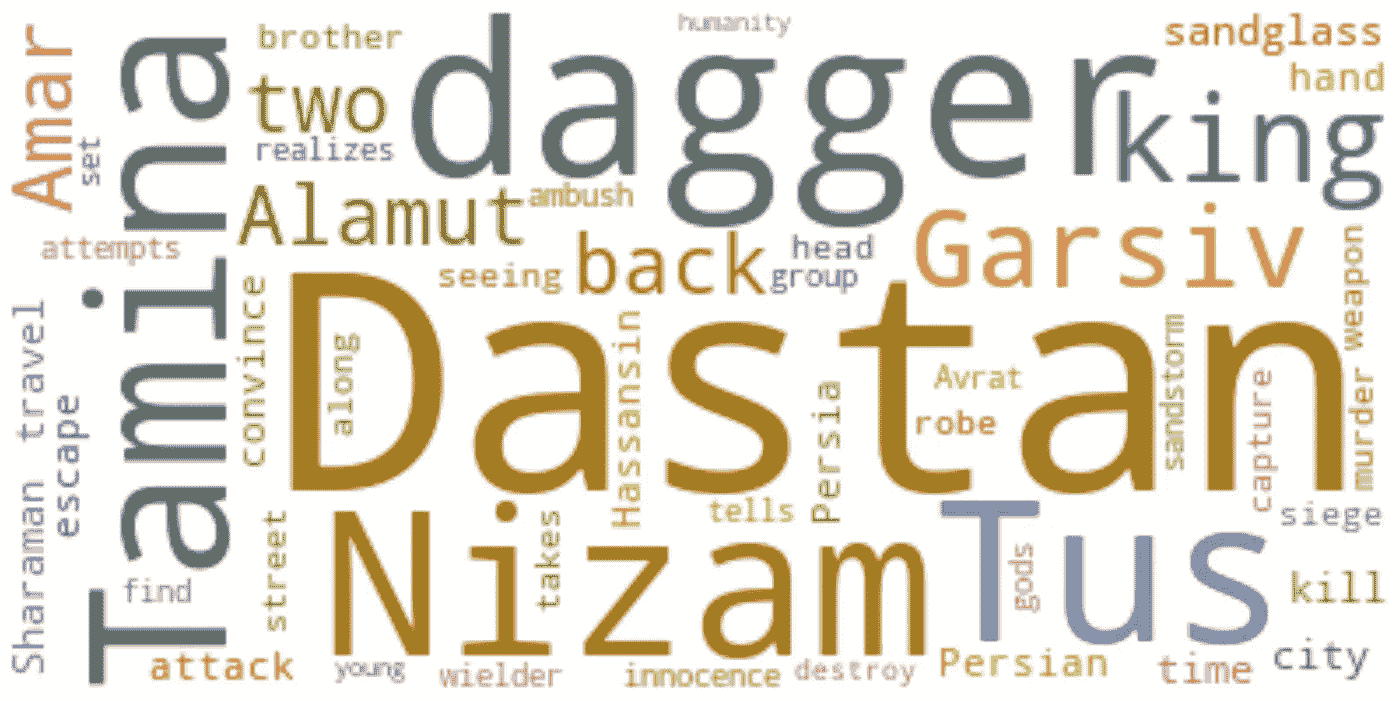 humanity
brother
sandglass
Amar
Tamina
dagger
hand
two
king
set
realizes
Alamut
ambush
attempts
back
head
Garsiv
seeing
group
weapon
convince
Dastan
along
Hassansin
Persia
Avrat
robe
sandstorm
capture
murder
Sharaman
travel
escape
tells
siege
Nizam
Tus
street
takes
gods
find
kill
attack
young
wielder
innocence
destroy
Persian
time
city